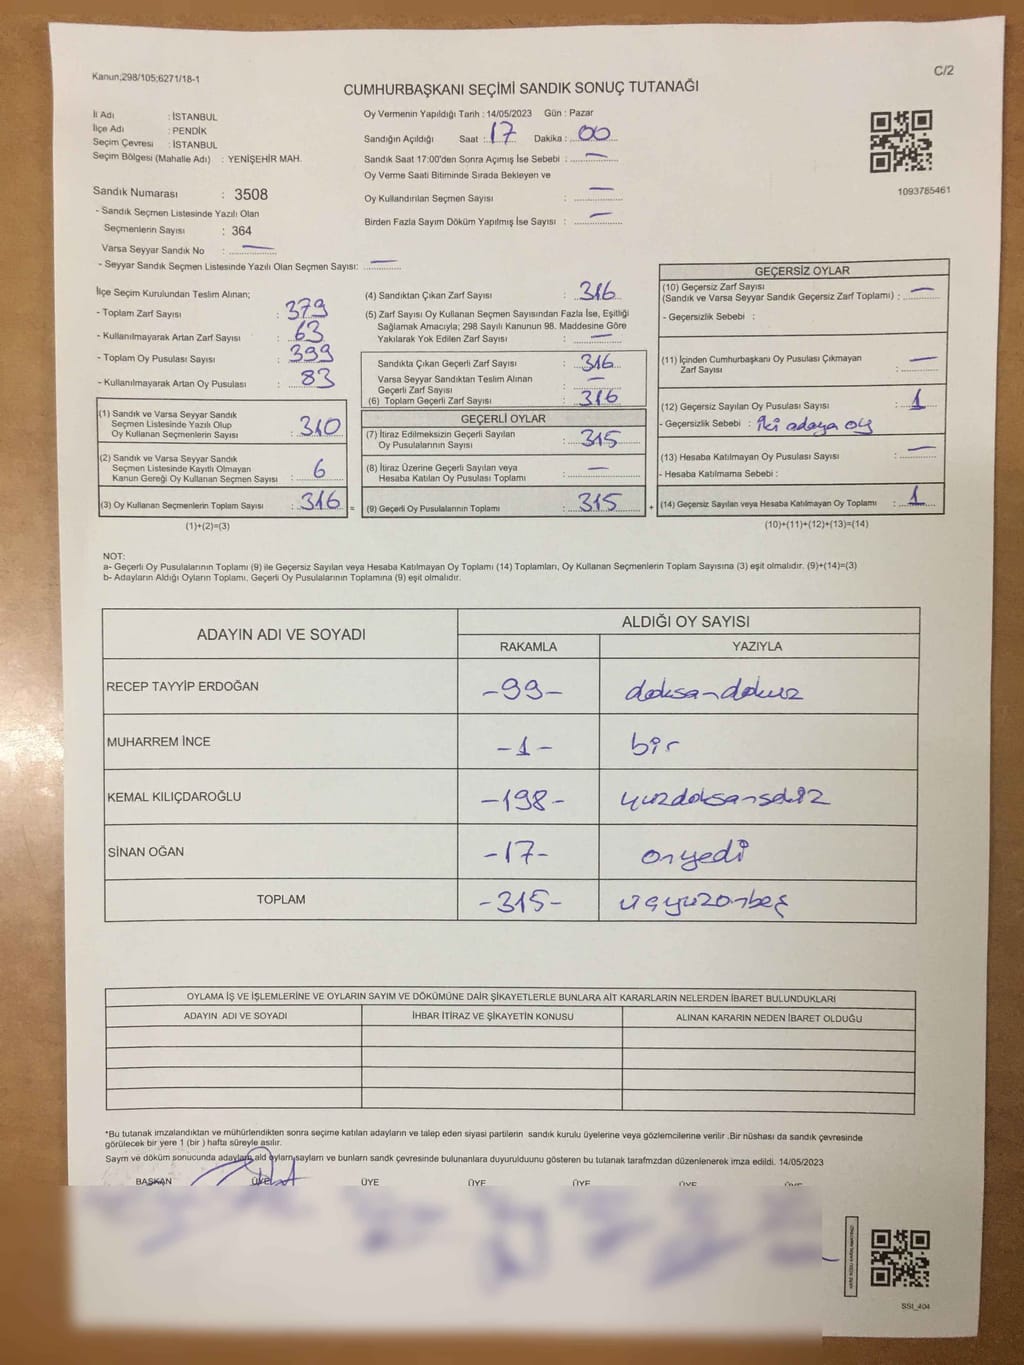 Kanun;298/105;6271/18-1
C/2
CUMHURBAŞKANI SEÇİMİ SANDIK SONUÇ TUTANAĞI
İl Adı : İSTANBUL
İlçe Adı : PENDİK
Seçim Çevresi : İSTANBUL
Seçim Bölgesi (Mahalle Adı) : YENİŞEHİR MAH.
Sandık Numarası : 3508
- Sandık Seçmen Listesinde Yazılı Olan
Seçmenlerin Sayısı : 364
Varsa Seyyar Sandık No : —
- Seyyar Sandık Seçmen Listesinde Yazılı Olan Seçmen Sayısı: —
Oy Vermenin Yapıldığı Tarih : 14/05/2023 Gün : Pazar
Sandığın Açıldığı Saat : 17 Dakika : 00
Sandık Saat 17:00'den Sonra Açımış İse Sebebi : —
Oy Verme Saati Bitiminde Sırada Bekleyen ve
Oy Kullandırılan Seçmen Sayısı : —
Birden Fazla Sayım Döküm Yapılmış İse Sayısı : —
1093785461
İlçe Seçim Kurulundan Teslim Alınan;
- Toplam Zarf Sayısı : 379
- Kullanılmayarak Artan Zarf Sayısı : 63
- Toplam Oy Pusulası Sayısı : 399
- Kullanılmayarak Artan Oy Pusulası : 83
(1) Sandık ve Varsa Seyyar Sandık
Seçmen Listesinde Yazılı Olup
Oy Kullanan Seçmenlerin Sayısı : 310
(2) Sandık ve Varsa Seyyar Sandık
Seçmen Listesinde Kayıtlı Olmayan
Kanun Gereği Oy Kullanan Seçmen Sayısı : 6
(3) Oy Kullanan Seçmenlerin Toplam Sayısı : 316 =
(1)+(2)=(3)
(4) Sandıktan Çıkan Zarf Sayısı : 316
(5) Zarf Sayısı Oy Kullanan Seçmen Sayısından Fazla İse, Eşitliği
Sağlamak Amacıyla; 298 Sayılı Kanunun 98. Maddesine Göre
Yakılarak Yok Edilen Zarf Sayısı : —
Sandıkta Çıkan Geçerli Zarf Sayısı : 316
Varsa Seyyar Sandıktan Teslim Alınan
Geçerli Zarf Sayısı : —
(6) Toplam Geçerli Zarf Sayısı : 316
GEÇERLİ OYLAR
(7) İtiraz Edilmeksizin Geçerli Sayılan
Oy Pusulalarının Sayısı : 315
(8) İtiraz Üzerine Geçerli Sayılan veya
Hesaba Katılan Oy Pusulası Toplamı : —
(9) Geçerli Oy Pusulalarının Toplamı : 315 +
GEÇERSİZ OYLAR
(10) Geçersiz Zarf Sayısı
(Sandık ve Varsa Seyyar Sandık Geçersiz Zarf Toplamı) : —
- Geçersizlik Sebebi :
(11) İçinden Cumhurbaşkanı Oy Pusulası Çıkmayan
Zarf Sayısı : —
(12) Geçersiz Sayılan Oy Pusulası Sayısı : 1
- Geçersizlik Sebebi : iki adaya oy
(13) Hesaba Katılmayan Oy Pusulası Sayısı : —
- Hesaba Katılmama Sebebi :
(14) Geçersiz Sayılan veya Hesaba Katılmayan Oy Toplamı : 1
(10)+(11)+(12)+(13)=(14)
NOT:
a- Geçerli Oy Pusulalarının Toplamı (9) ile Geçersiz Sayılan veya Hesaba Katılmayan Oy Toplamı (14) Toplamları, Oy Kullanan Seçmenlerin Toplam Sayısına (3) eşit olmalıdır. (9)+(14)=(3)
b- Adayların Aldığı Oyların Toplamı, Geçerli Oy Pusulalarının Toplamına (9) eşit olmalıdır.
ADAYIN ADI VE SOYADI
ALDIĞI OY SAYISI
RAKAMLA YAZIYLA
RECEP TAYYİP ERDOĞAN -99- doksandokuz
MUHARREM İNCE -1- bir
KEMAL KILIÇDAROĞLU -198- yüzdoksansekiz
SİNAN OĞAN -17- onyedi
TOPLAM -315- üçyüzonbeş
OYLAMA İŞ VE İŞLEMLERİNE VE OYLARIN SAYIM VE DÖKÜMÜNE DAİR ŞİKAYETLERLE BUNLARA AİT KARARLARIN NELERDEN İBARET BULUNDUKLARI
ADAYIN ADI VE SOYADI İHBAR İTİRAZ VE ŞİKAYETİN KONUSU ALINAN KARARIN NEDEN İBARET OLDUĞU
*Bu tutanak imzalandıktan ve mühürlendikten sonra seçime katılan adayların ve talep eden siyasi partilerin sandık kurulu üyelerine veya gözlemcilerine verilir .Bir nüshası da sandık çevresinde
görülecek bir yere 1 (bir ) hafta süreyle asılır.
Saym ve döküm sonucunda adayların ald oylarn saylarn ve bunlarn sandk çevresinde bulunanlara duyurulduunu gösteren bu tutanak tarafmzdan düzenlenerek imza edildi. 14/05/2023
BAŞKAN ÜYE ÜYE ÜYE ÜYE ÜYE
SSI_404